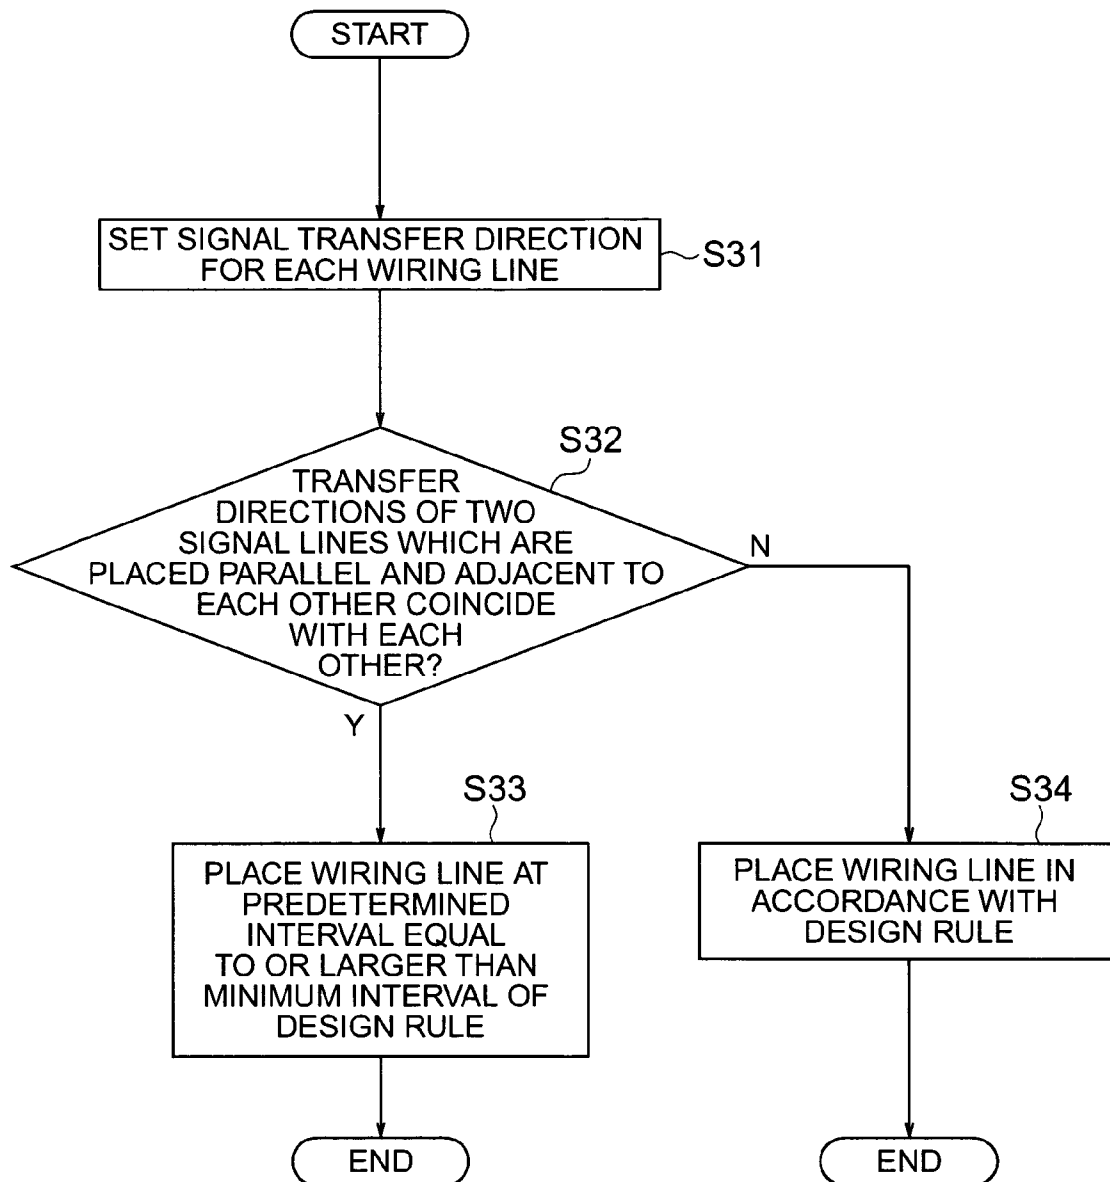 START
SET SIGNAL TRANSFER DIRECTION
FOR EACH WIRING LINE
S31
S32
TRANSFER
DIRECTIONS OF TWO
SIGNAL LINES WHICH ARE
PLACED PARALLEL AND ADJACENT TO
EACH OTHER COINCIDE
WITH EACH
OTHER?
N
Y
S33
PLACE WIRING LINE AT
PREDETERMINED
INTERVAL EQUAL
TO OR LARGER THAN
MINIMUM INTERVAL OF
DESIGN RULE
S34
PLACE WIRING LINE IN
ACCORDANCE WITH
DESIGN RULE
END
END